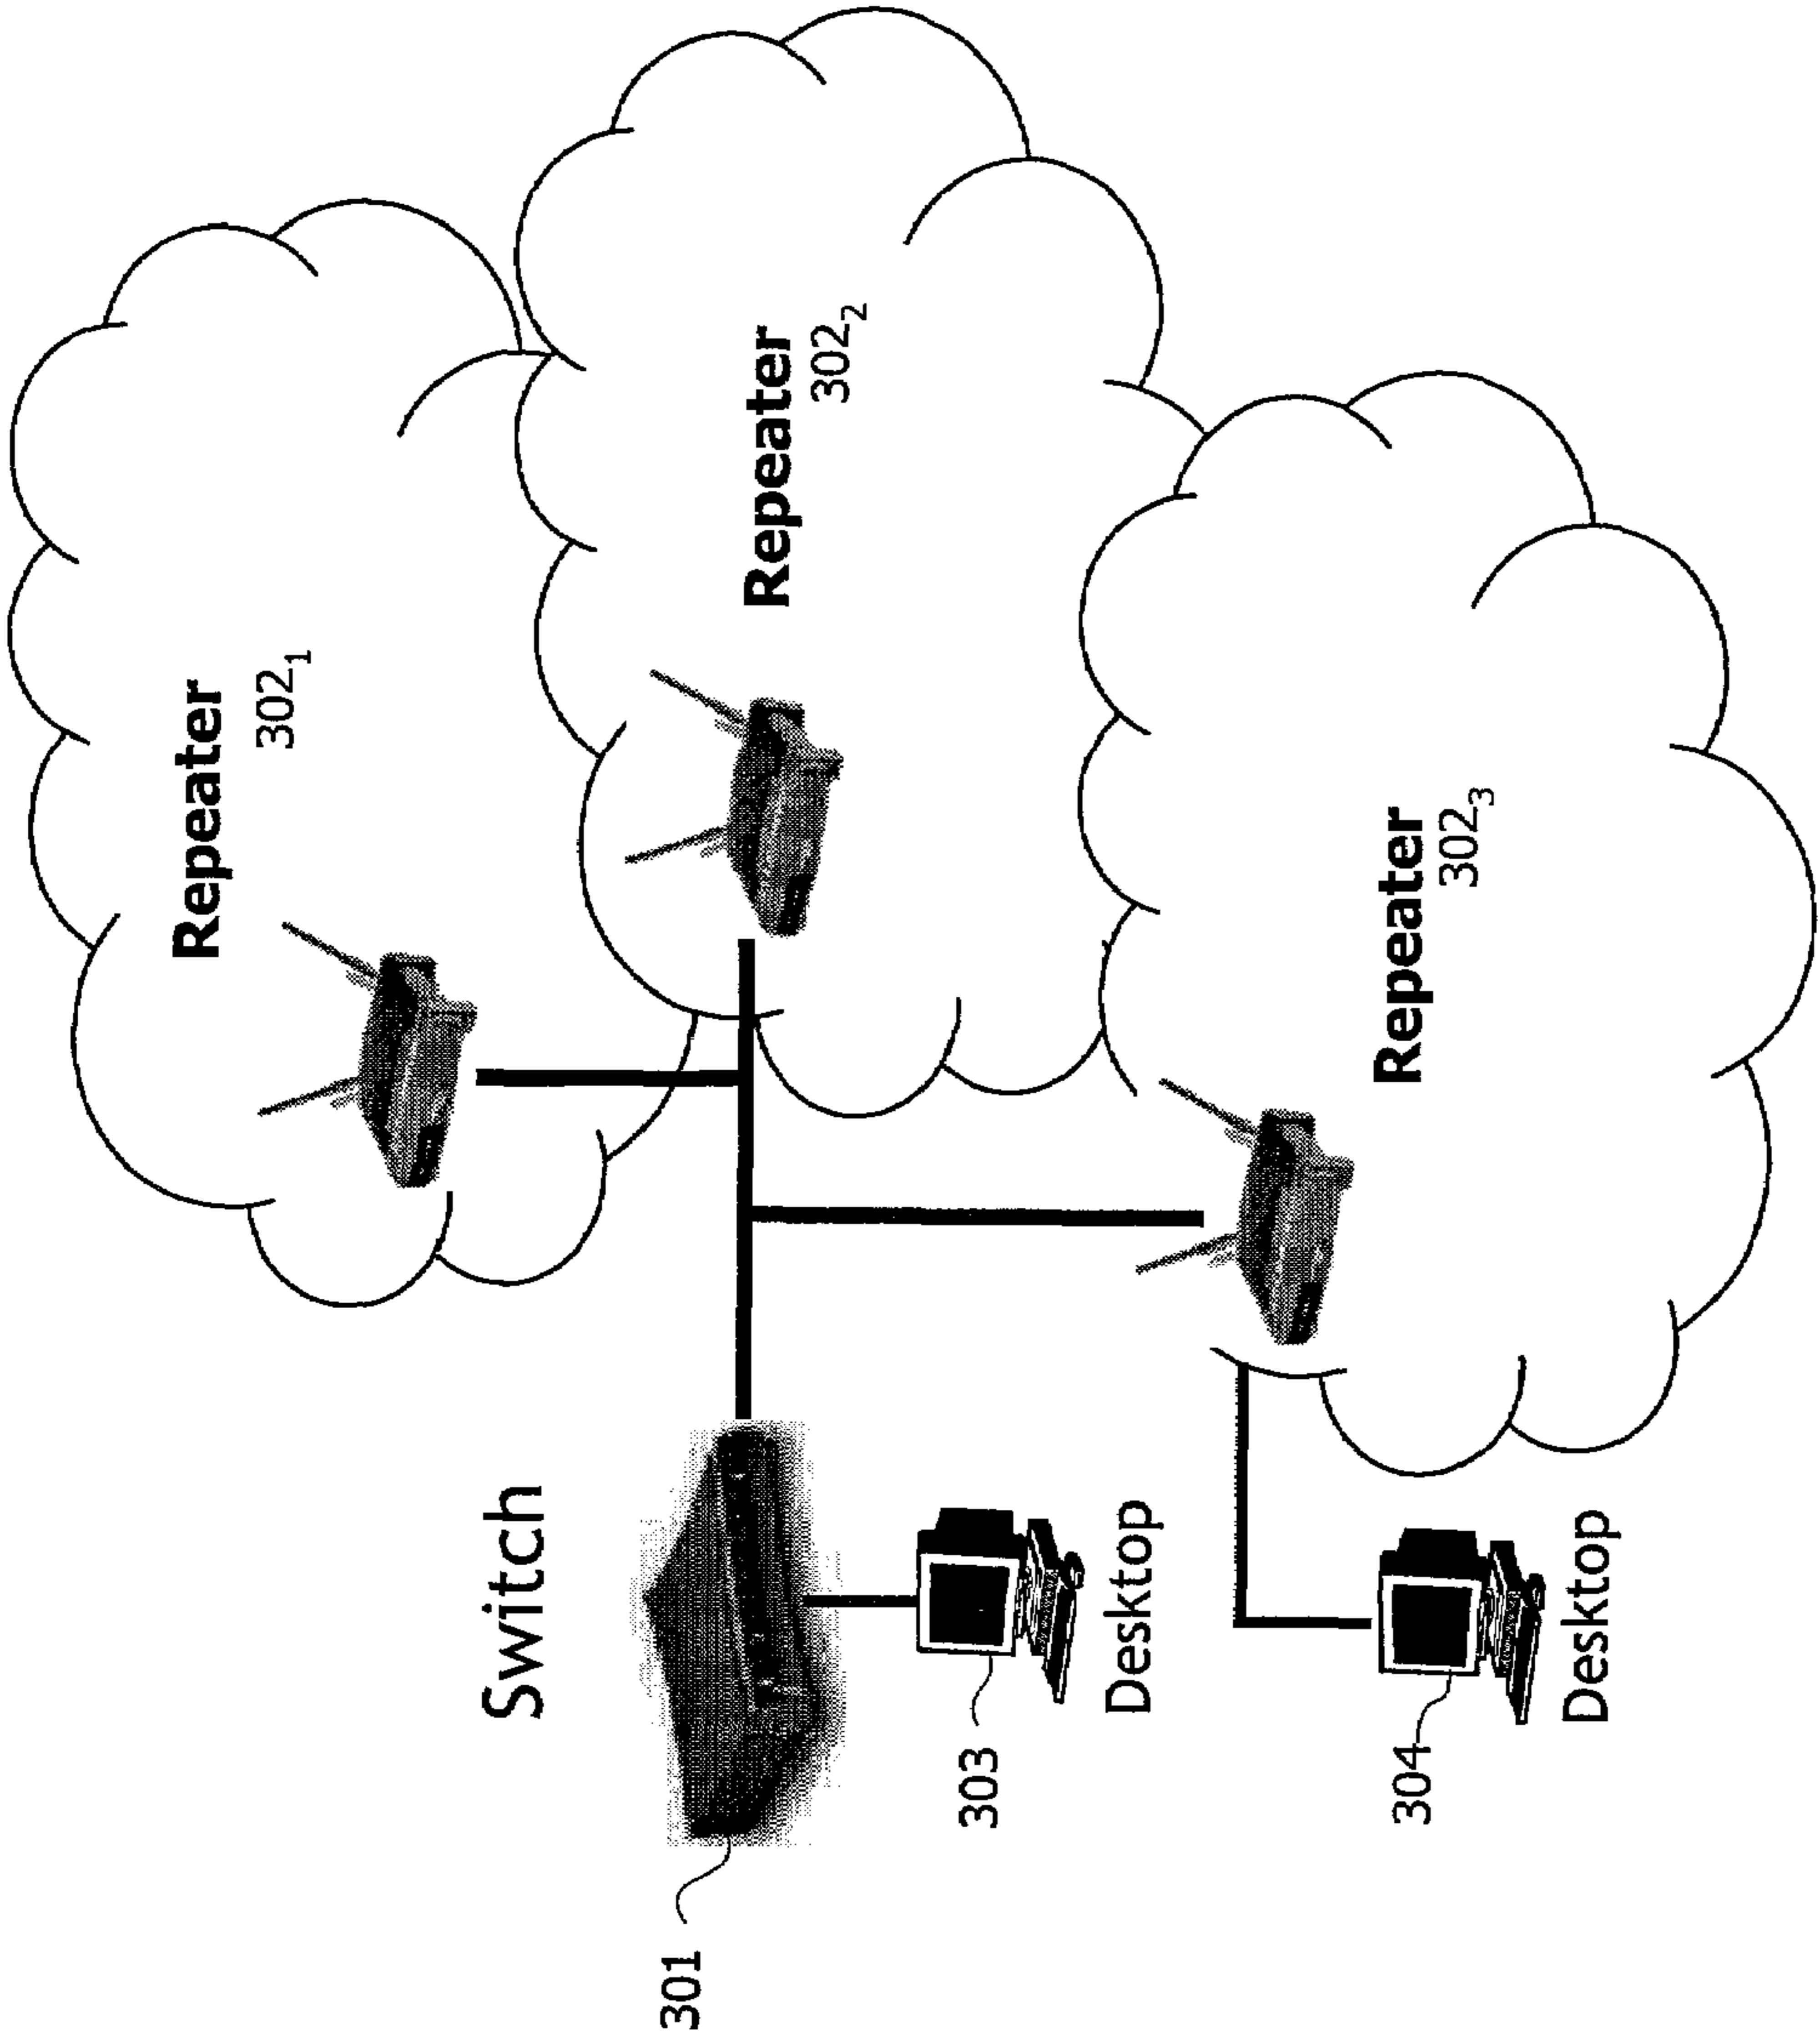 Repeater
302₁
Repeater
302₂
Repeater
302₃
Switch
301
303
Desktop
304
Desktop